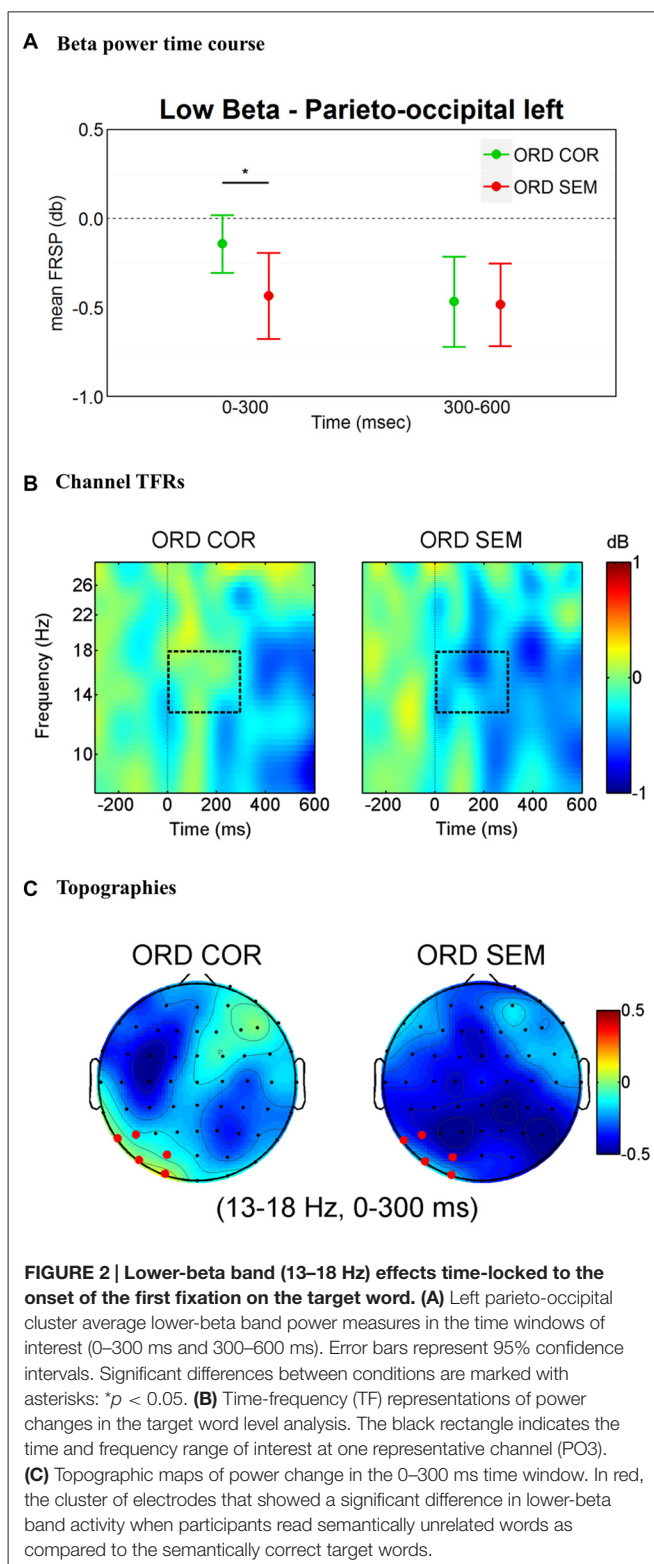 A Beta power time course
Low Beta - Parieto-occipital left
0.5
0.0
-0.5
-1.0
mean FRSP (db)
*
ORD COR
ORD SEM
0-300
300-600
Time (msec)
B Channel TFRs
ORD COR
ORD SEM
dB
26
22
18
14
10
Frequency (Hz)
-200 0 200 400 600
Time (ms)
-200 0 200 400 600
Time (ms)
1
0
-1
C Topographies
ORD COR
ORD SEM
0.5
0
-0.5
(13-18 Hz, 0-300 ms)
FIGURE 2 | Lower-beta band (13–18 Hz) effects time-locked to the
onset of the first fixation on the target word. (A) Left parieto-occipital
cluster average lower-beta band power measures in the time windows of
interest (0–300 ms and 300–600 ms). Error bars represent 95% confidence
intervals. Significant differences between conditions are marked with
asterisks: *p < 0.05. (B) Time-frequency (TF) representations of power
changes in the target word level analysis. The black rectangle indicates the
time and frequency range of interest at one representative channel (PO3).
(C) Topographic maps of power change in the 0–300 ms time window. In red,
the cluster of electrodes that showed a significant difference in lower-beta
band activity when participants read semantically unrelated words as
compared to the semantically correct target words.